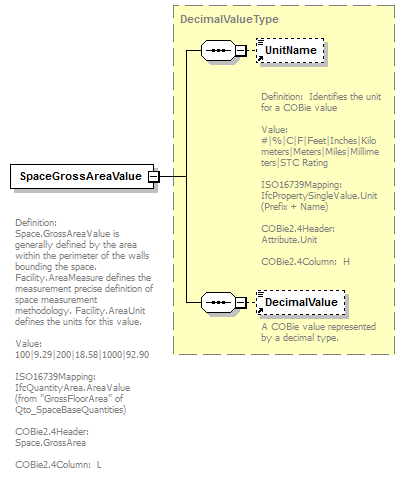 DecimalValueType
UnitName
Definition:  Identifies the unit
for a COBie value
Value:
#|%|C|F|Feet|Inches|Kilo
meters|Meters|Miles|Millime
ters|STC Rating
ISO16739Mapping:
IfcPropertySingleValue.Unit
(Prefix + Name)
COBie2.4Header:
Attribute.Unit
COBie2.4Column:  H
SpaceGrossAreaValue
Definition:
Space.GrossAreaValue is
generally defined by the area
within the perimeter of the walls
bounding the space.
Facility.AreaMeasure defines the
measurement precise definition of
space measurement
methodology. Facility.AreaUnit
defines the units for this value.
Value:
100|9.29|200|18.58|1000|92.90
ISO16739Mapping:
IfcQuantityArea.AreaValue
(from "GrossFloorArea" of
Qto_SpaceBaseQuantities)
COBie2.4Header:
Space.GrossArea
COBie2.4Column:  L
DecimalValue
A COBie value represented
by a decimal type.